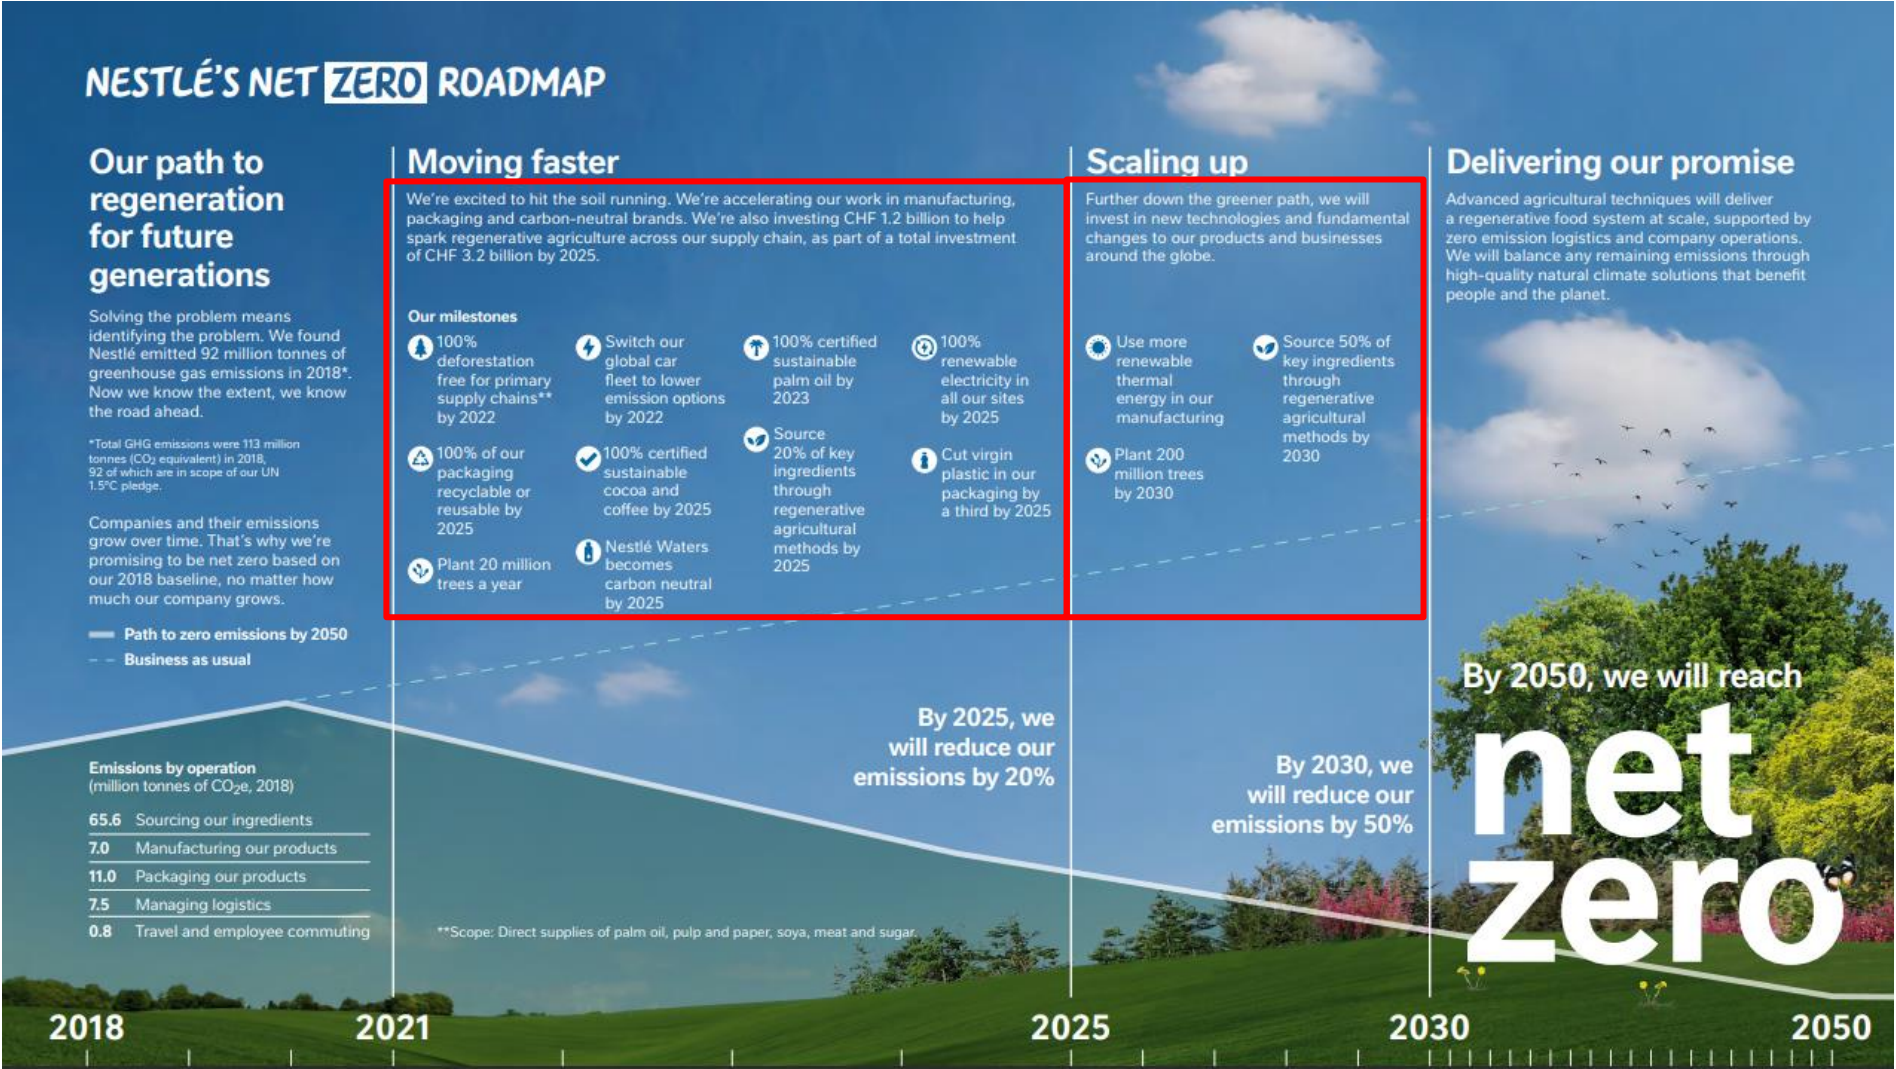 NESTLÉ'S NET ZERO ROADMAP
Our path to
regeneration
for future
generations
Solving the problem means
identifying the problem. We found
Nestlé emitted 92 million tonnes of
greenhouse gas emissions in 2018*.
Now we know the extent, we know
the road ahead.
*Total GHG emissions were 113 million
tonnes (CO₂ equivalent) in 2018,
92 of which are in scope of our UN
1.5°C pledge.
Companies and their emissions
grow over time. That's why we're
promising to be net zero based on
our 2018 baseline, no matter how
much our company grows.
Path to zero emissions by 2050
Business as usual
Emissions by operation
(million tonnes of CO₂e, 2018)
65.6 Sourcing our ingredients
7.0 Manufacturing our products
11.0 Packaging our products
7.5 Managing logistics
0.8 Travel and employee commuting
Moving faster
We're excited to hit the soil running. We're accelerating our work in manufacturing,
packaging and carbon-neutral brands. We're also investing CHF 1.2 billion to help
spark regenerative agriculture across our supply chain, as part of a total investment
of CHF 3.2 billion by 2025.
Our milestones
100%
deforestation
free for primary
supply chains**
by 2022
100% of our
packaging
recyclable or
reusable by
2025
Plant 20 million
trees a year
Switch our
global car
fleet to lower
emission options
by 2022
100% certified
sustainable
cocoa and
coffee by 2025
Nestlé Waters
becomes
carbon neutral
by 2025
100% certified
sustainable
palm oil by
2023
Source
20% of key
ingredients
through
regenerative
agricultural
methods by
2025
100%
renewable
electricity in
all our sites
by 2025
Cut virgin
plastic in our
packaging by
a third by 2025
By 2025, we
will reduce our
emissions by 20%
**Scope: Direct supplies of palm oil, pulp and paper, soya, meat and sugar.
Scaling up
Further down the greener path, we will
invest in new technologies and fundamental
changes to our products and businesses
around the globe.
Use more
renewable
thermal
energy in our
manufacturing
Plant 200
million trees
by 2030
Source 50% of
key ingredients
through
regenerative
agricultural
methods by
2030
By 2030, we
will reduce our
emissions by 50%
Delivering our promise
Advanced agricultural techniques will deliver
a regenerative food system at scale, supported by
zero emission logistics and company operations.
We will balance any remaining emissions through
high-quality natural climate solutions that benefit
people and the planet.
By 2050, we will reach
net
zero
2018
2021
2025
2030
2050